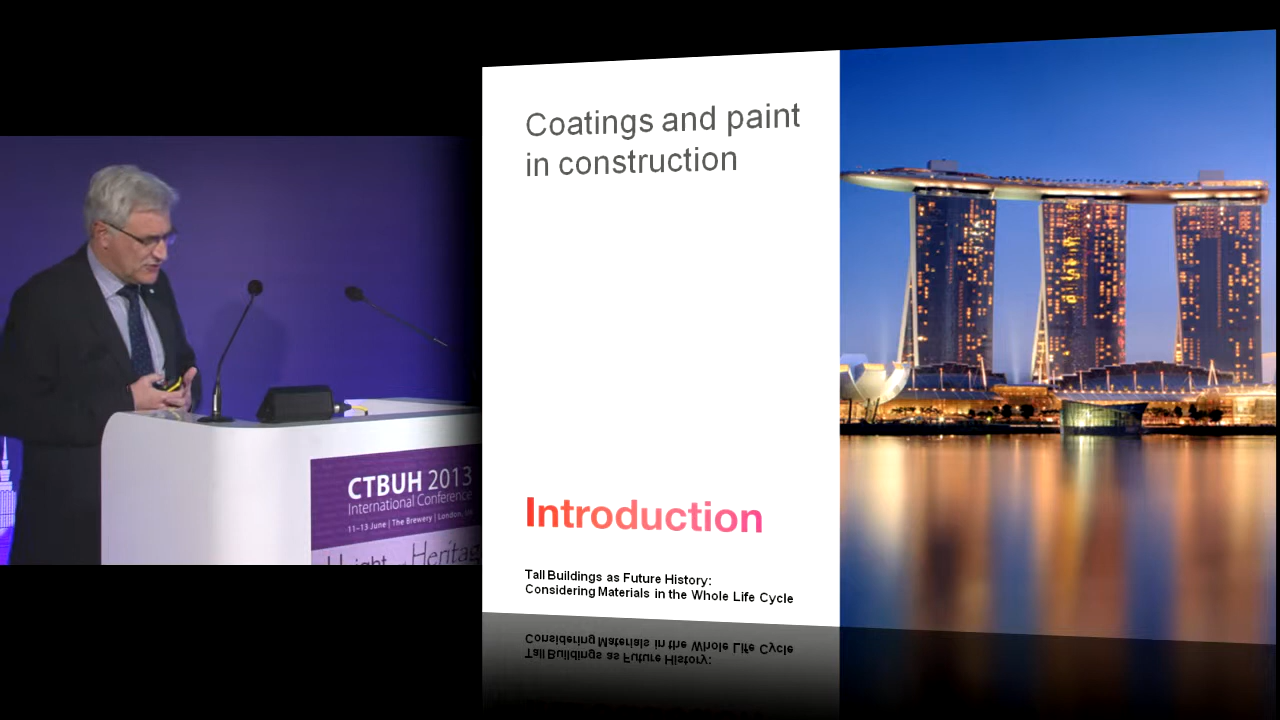 Coatings and paint
in construction
Introduction
Tall Buildings as Future History:
Considering Materials in the Whole Life Cycle
CTBUH 2013
International Conference
11–13 June | The Brewery | London,
Heritag